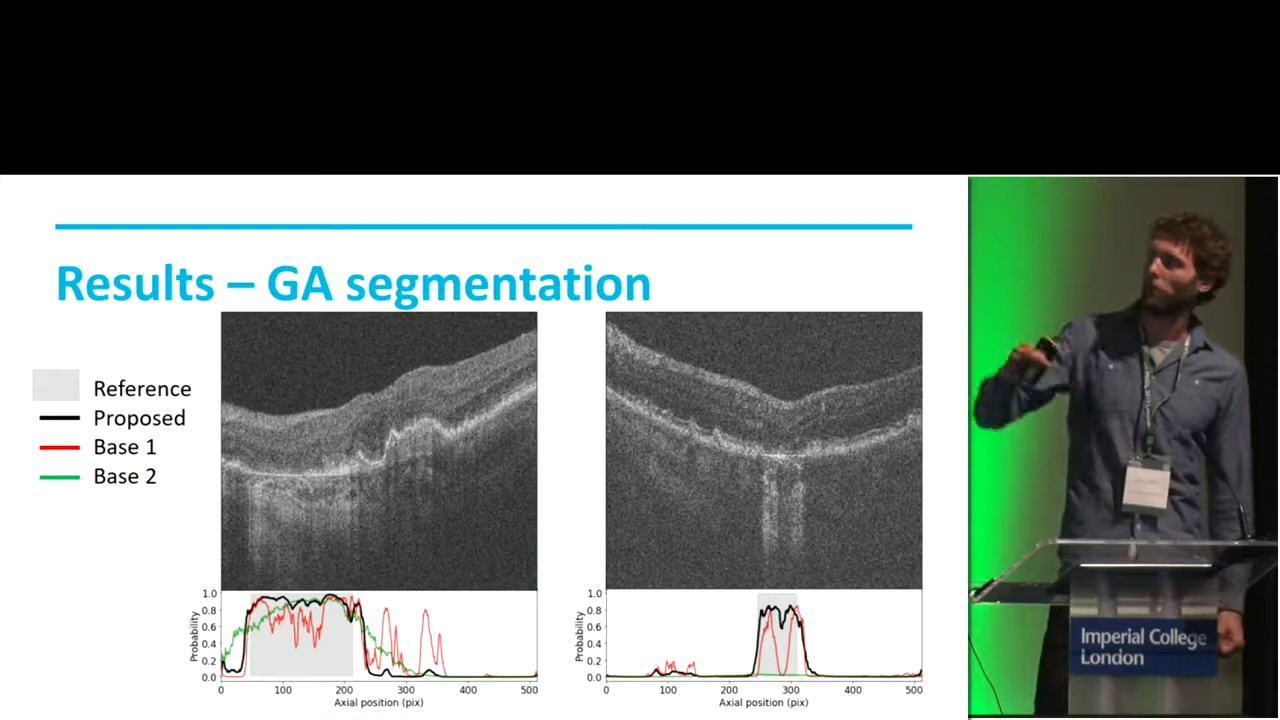 Results – GA segmentation
Reference
Proposed
Base 1
Base 2
1.0
0.8
0.6
0.4
0.2
0.0
Probability
0 100 200 300 400 500
Axial position (pix)
1.0
0.8
0.6
0.4
0.2
0.0
Probability
0 100 200 300 400 500
Axial position (pix)
Imperial College
London